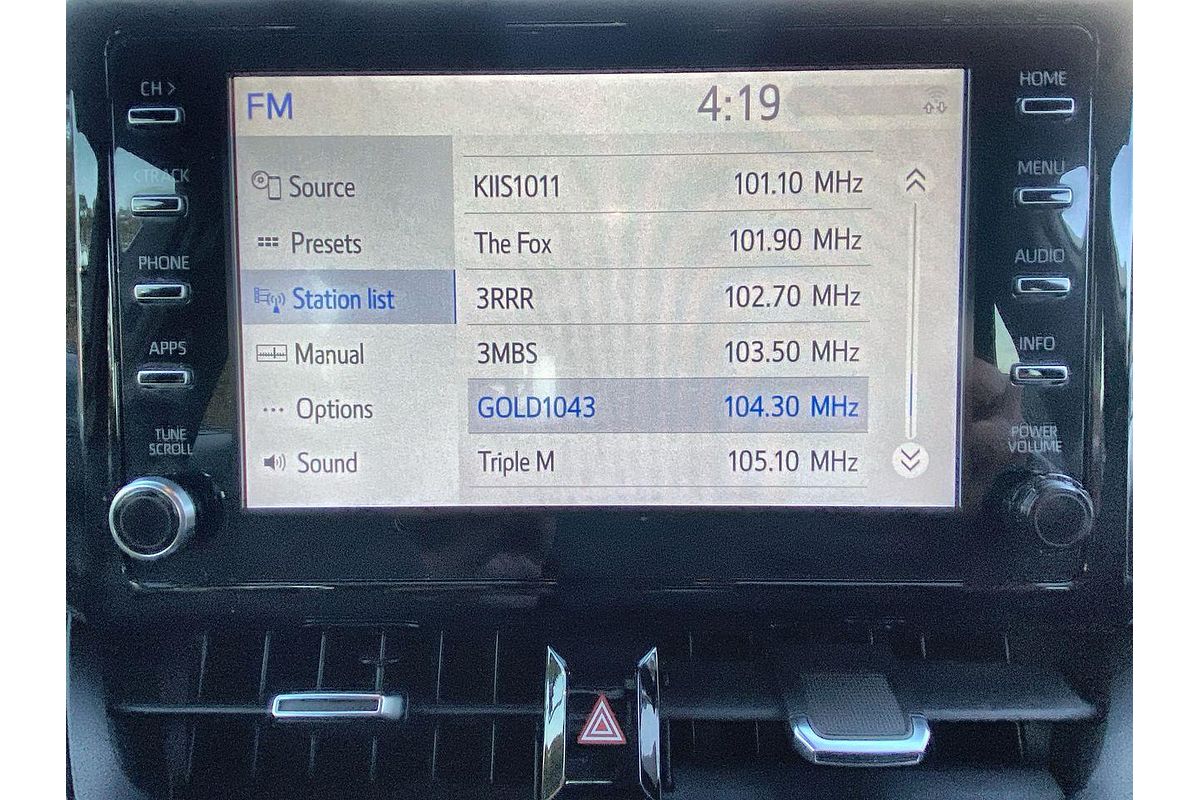 CH >
HOME
FM
4:19
<TRACK
MENU
Source
KIIS1011 101.10 MHz
PHONE
AUDIO
Presets
The Fox 101.90 MHz
Station list
3RRR 102.70 MHz
APPS
INFO
Manual
3MBS 103.50 MHz
Options
GOLD1043 104.30 MHz
TUNE
SCROLL
POWER
VOLUME
Sound
Triple M 105.10 MHz